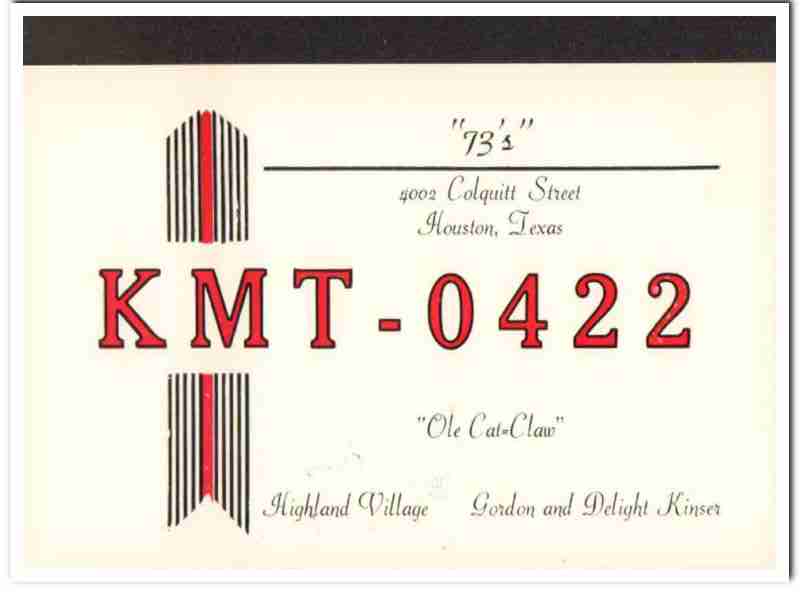 "73's"
4002 Colquitt Street
Houston, Texas
KMT-0422
"Ole Cat=Claw"
Highland Village Gordon and Delight Kinser